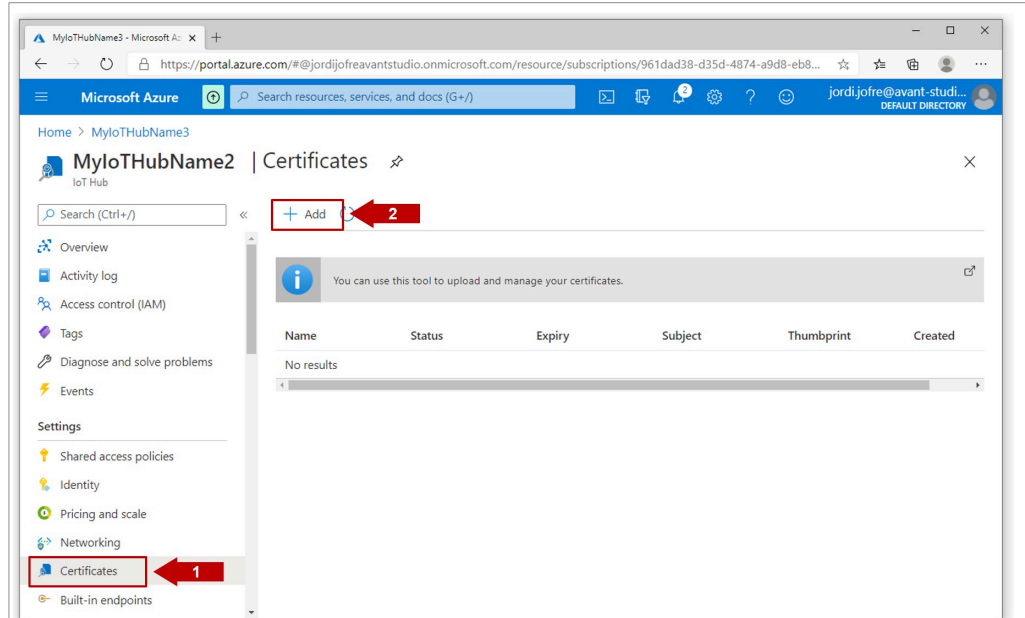 MyIoTHubName3 - Microsoft Az
https://portal.azure.com/#@jordijofreavantstudio.onmicrosoft.com/resource/subscriptions/961dad38-d35d-4874-a9d8-eb8...
Microsoft Azure
Search resources, services, and docs (G+/)
2
jordi.jofre@avant-studi...
DEFAULT DIRECTORY
Home > MyIoTHubName3
MyIoTHubName2 | Certificates
IoT Hub
Search (Ctrl+/)
«
+ Add
2
Overview
Activity log
Access control (IAM)
Tags
Diagnose and solve problems
Events
Settings
Shared access policies
Identity
Pricing and scale
Networking
Certificates
1
Built-in endpoints
You can use this tool to upload and manage your certificates.
Name Status Expiry Subject Thumbprint Created
No results